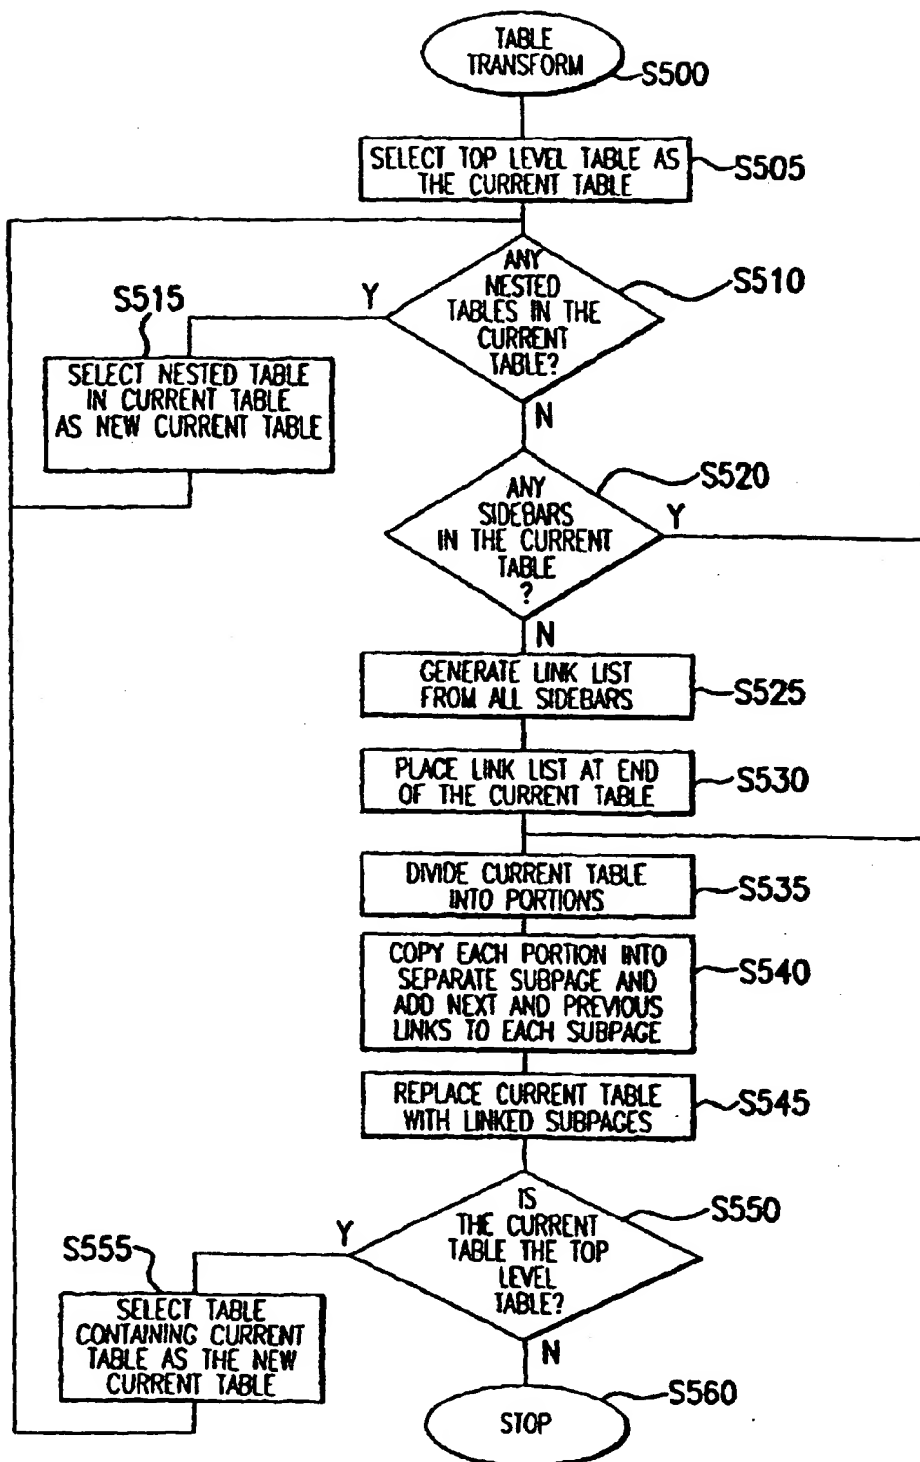 TABLE
TRANSFORM
S500
SELECT TOP LEVEL TABLE AS
THE CURRENT TABLE
S505
ANY
NESTED
TABLES IN THE
CURRENT
TABLE?
S510
Y
N
S515
SELECT NESTED TABLE
IN CURRENT TABLE
AS NEW CURRENT TABLE
ANY
SIDEBARS
IN THE CURRENT
TABLE
?
S520
Y
N
GENERATE LINK LIST
FROM ALL SIDEBARS
S525
PLACE LINK LIST AT END
OF THE CURRENT TABLE
S530
DIVIDE CURRENT TABLE
INTO PORTIONS
S535
COPY EACH PORTION INTO
SEPARATE SUBPAGE AND
ADD NEXT AND PREVIOUS
LINKS TO EACH SUBPAGE
S540
REPLACE CURRENT TABLE
WITH LINKED SUBPAGES
S545
IS
THE CURRENT
TABLE THE TOP
LEVEL
TABLE?
S550
Y
N
S555
SELECT TABLE
CONTAINING CURRENT
TABLE AS THE NEW
CURRENT TABLE
STOP
S560